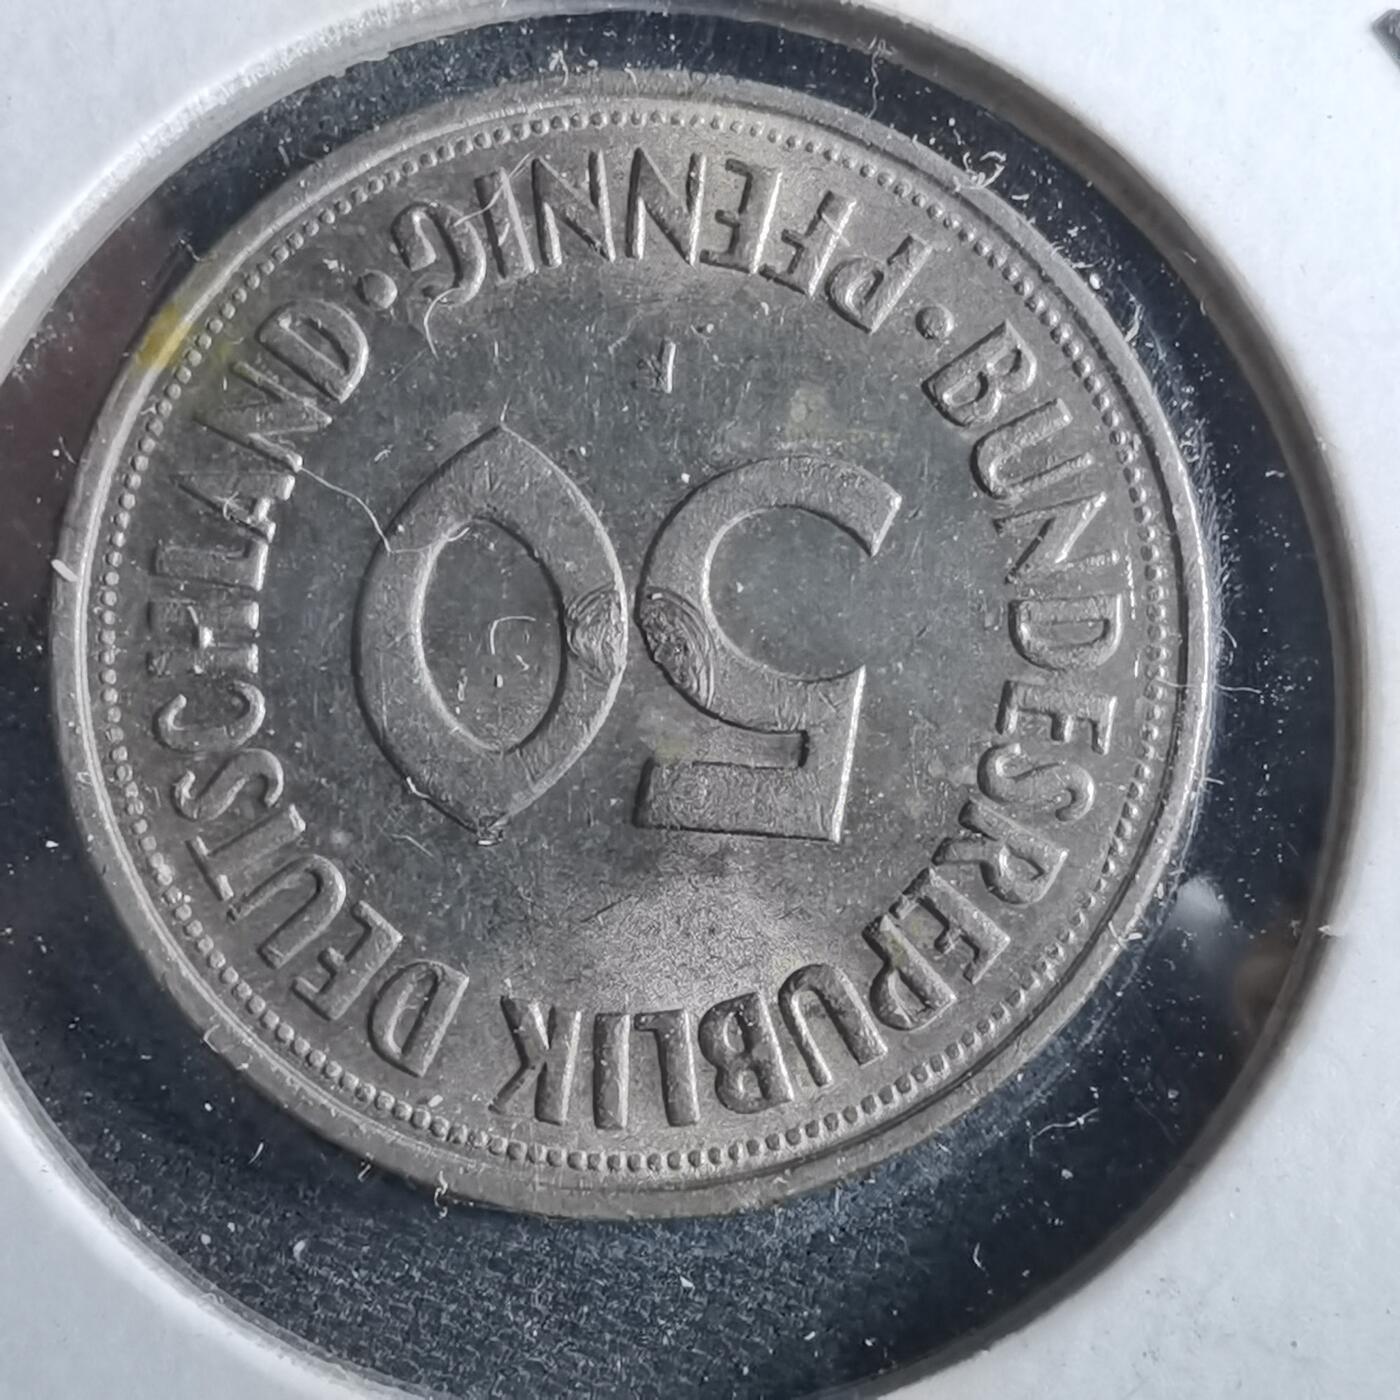 BUNDESREPUBLIK DEUTSCHLAND
50
· PFENNIG ·